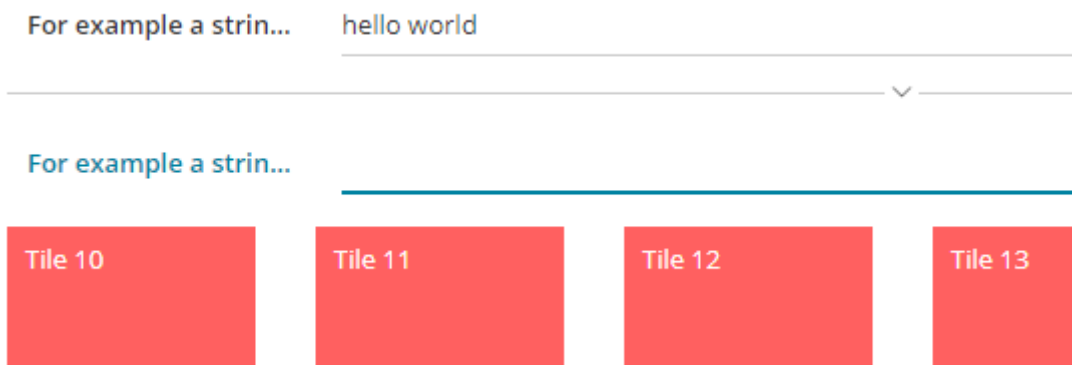 For example a strin... hello world
For example a strin...
Tile 10 Tile 11 Tile 12 Tile 13